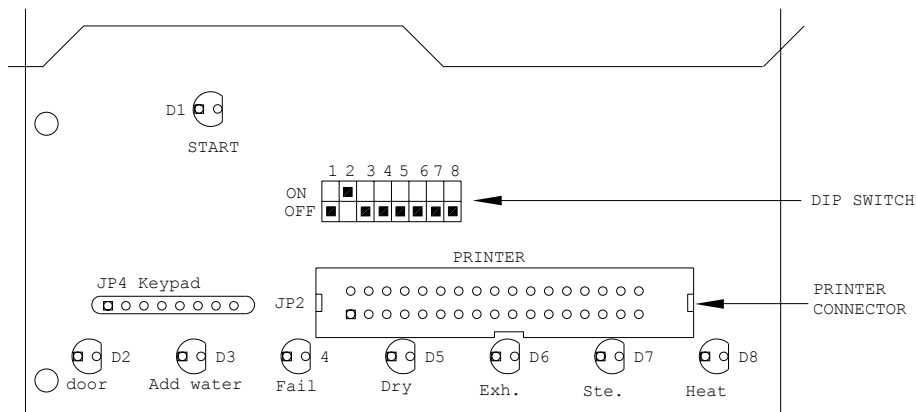 D1
START
1 2 3 4 5 6 7 8
ON
OFF
DIP SWITCH
PRINTER
JP4 Keypad
JP2
PRINTER
CONNECTOR
D2 D3 4 D5 D6 D7 D8
door Add water Fail Dry Exh. Ste. Heat